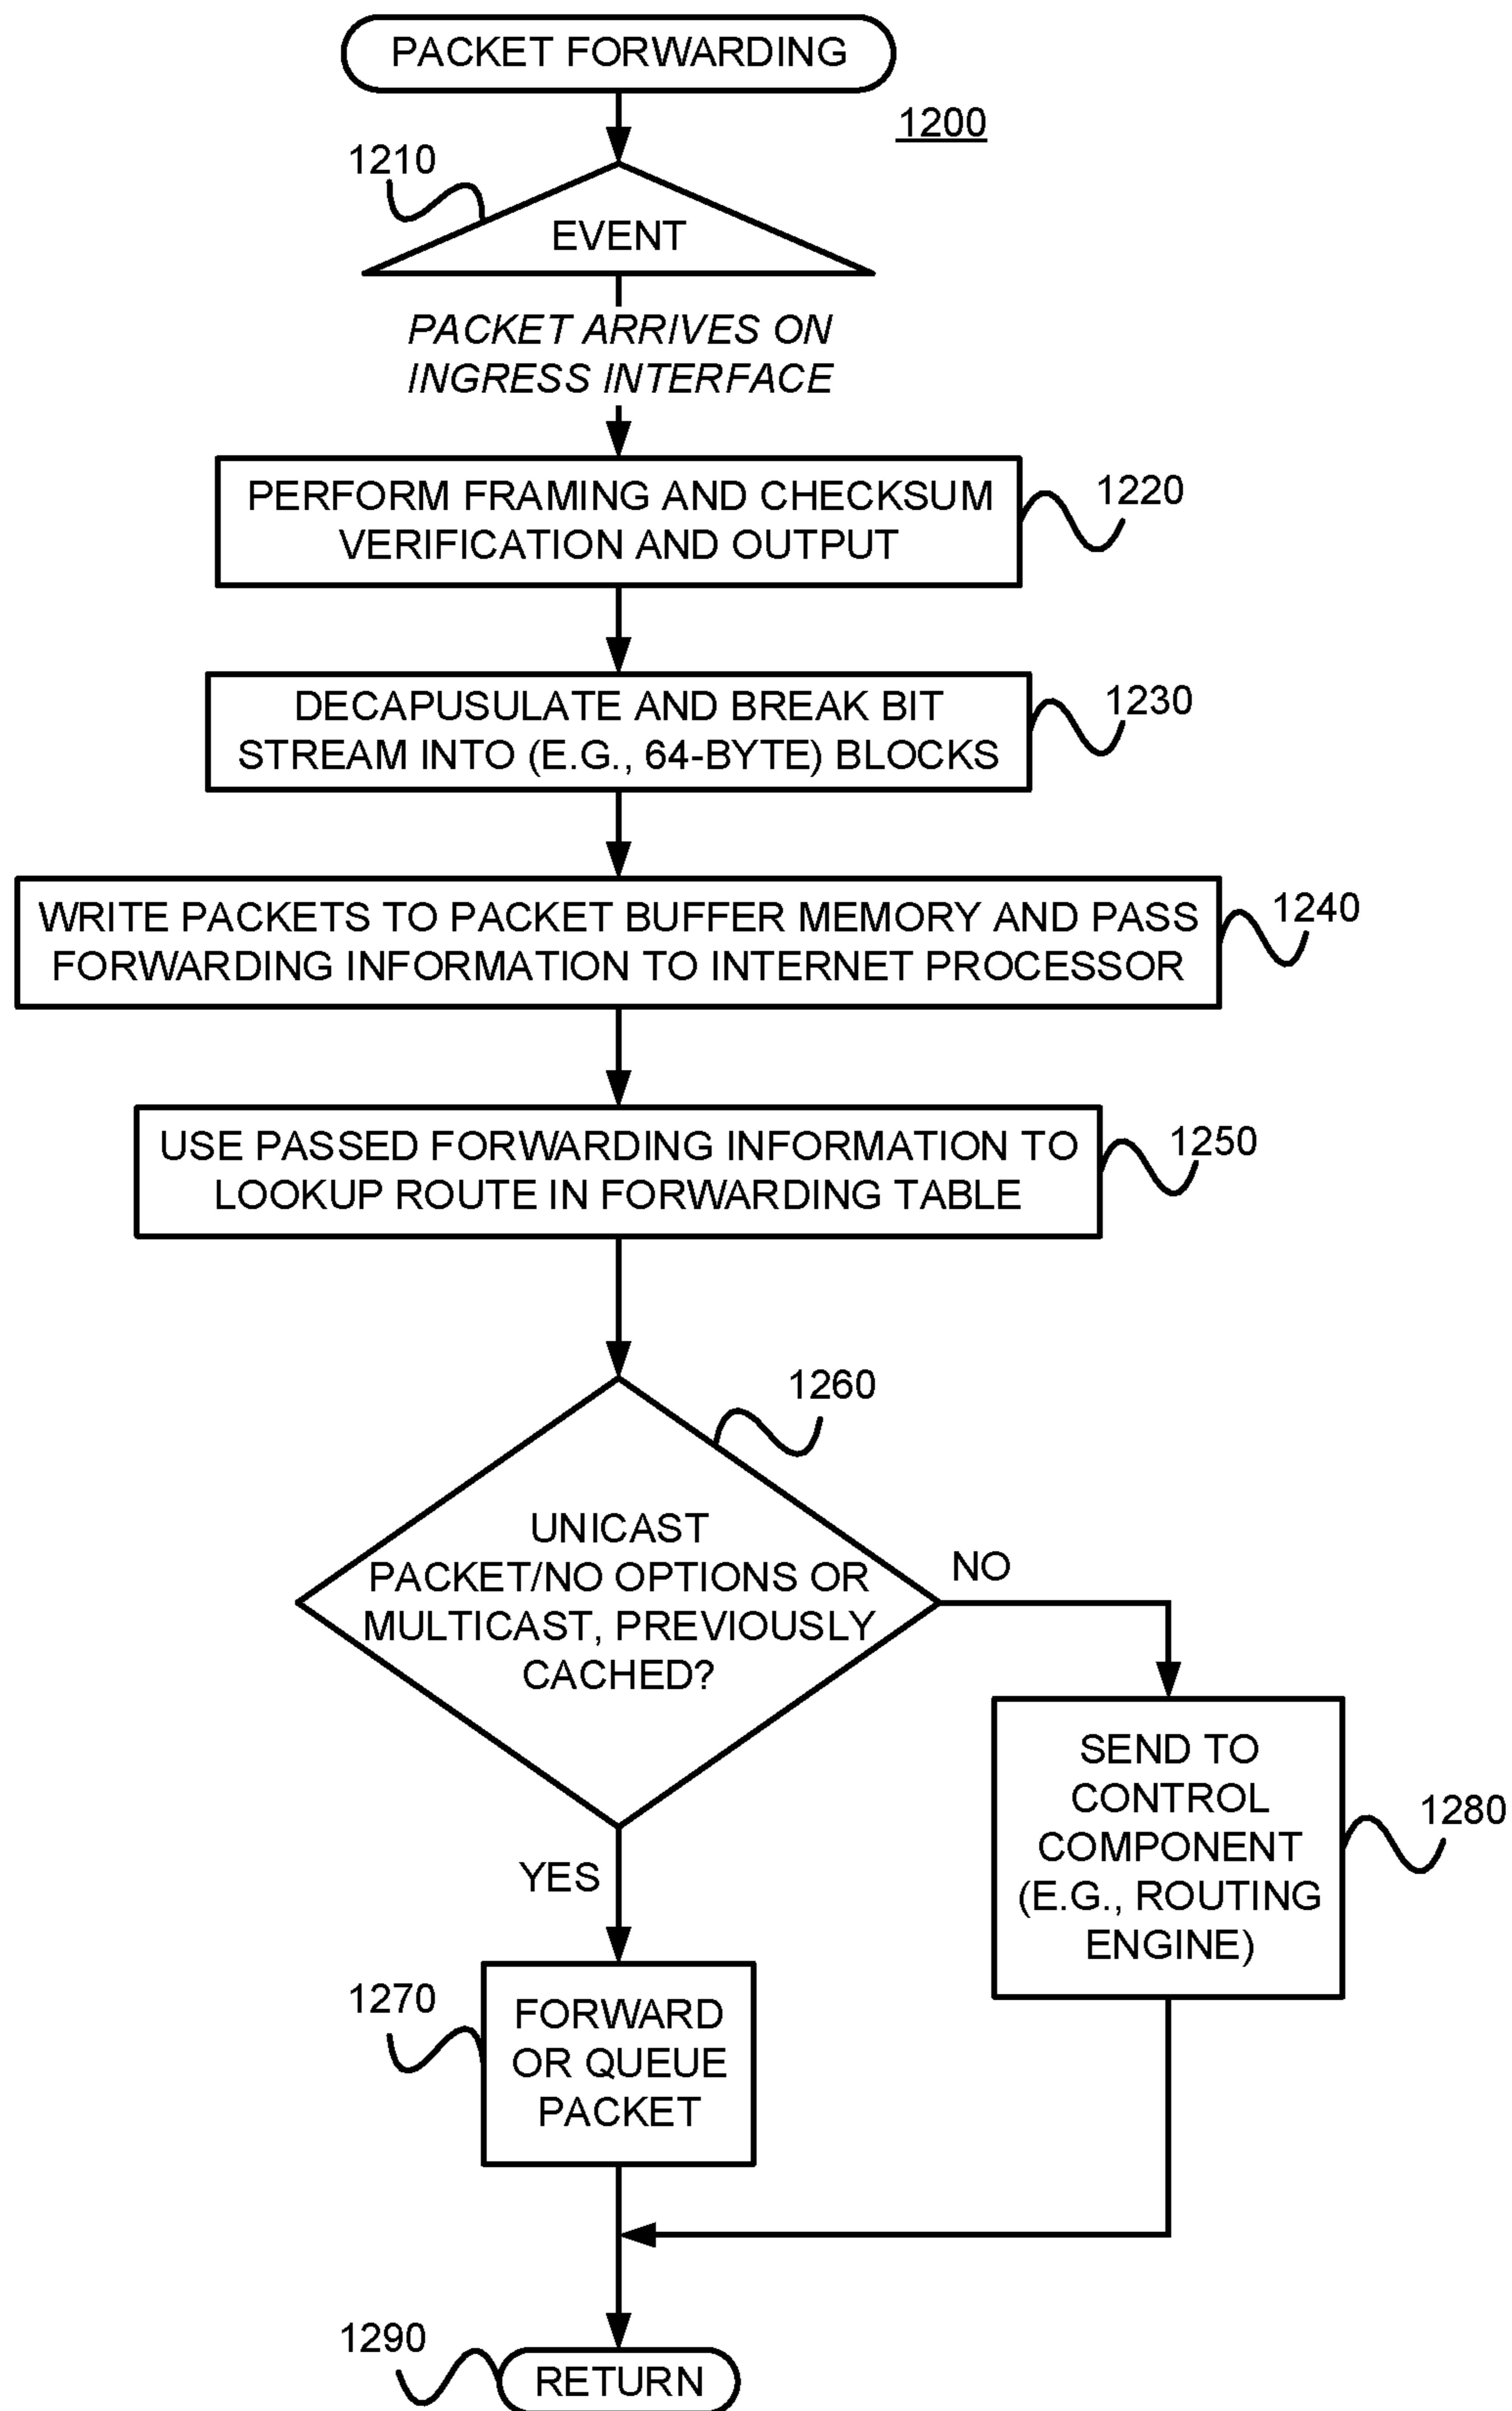 PACKET FORWARDING
1200
1210
EVENT
PACKET ARRIVES ON
INGRESS INTERFACE
PERFORM FRAMING AND CHECKSUM
VERIFICATION AND OUTPUT
1220
DECAPUSULATE AND BREAK BIT
STREAM INTO (E.G., 64-BYTE) BLOCKS
1230
WRITE PACKETS TO PACKET BUFFER MEMORY AND PASS
FORWARDING INFORMATION TO INTERNET PROCESSOR
1240
USE PASSED FORWARDING INFORMATION TO
LOOKUP ROUTE IN FORWARDING TABLE
1250
1260
UNICAST
PACKET/NO OPTIONS OR
MULTICAST, PREVIOUSLY
CACHED?
NO
SEND TO
CONTROL
COMPONENT
(E.G., ROUTING
ENGINE)
1280
YES
1270
FORWARD
OR QUEUE
PACKET
1290
RETURN